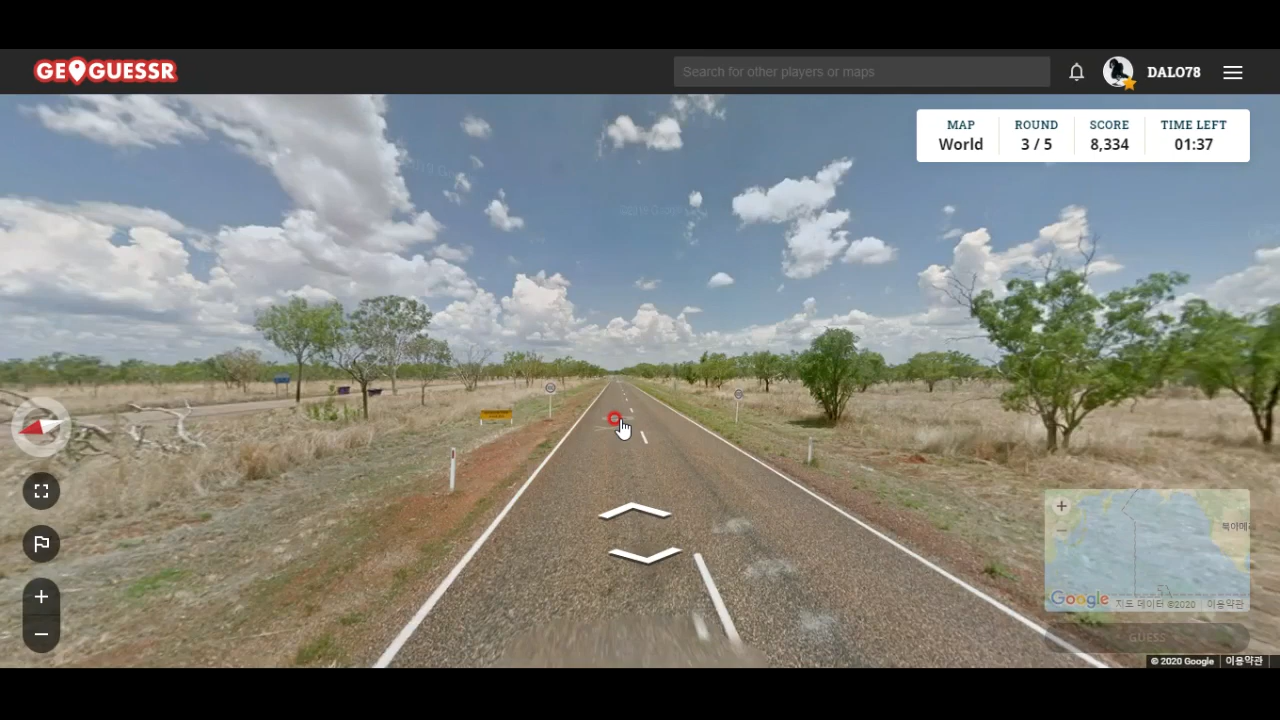 GEOGUESSR
Search for other players or maps
DALO78
MAP
World
ROUND
3 / 5
SCORE
8,334
TIME LEFT
01:37
Google
지도 데이터 ©2020 이용약관
GUESS
© 2020 Google 이용약관